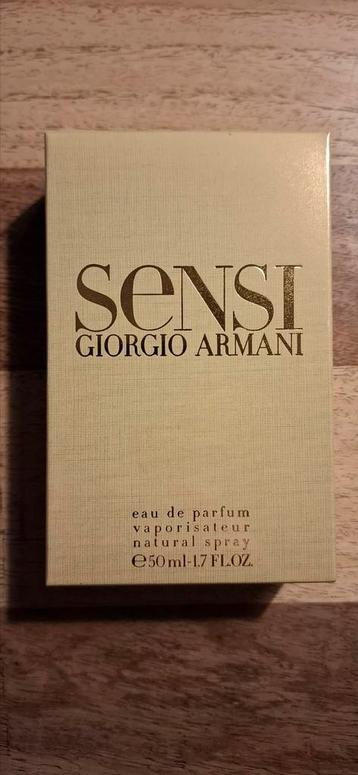 SeNSI
GIORGIO ARMANI
eau de parfum
vaporisateur
natural spray
℮50 ml-1.7 FL.OZ.